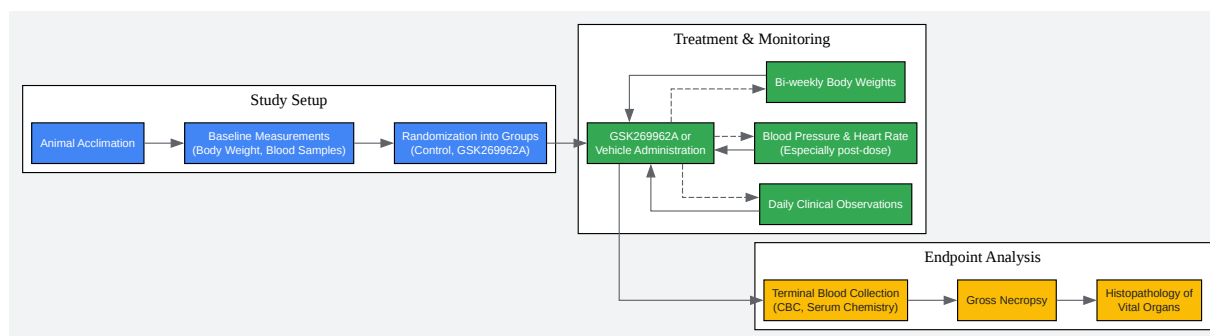 Treatment & Monitoring
Bi-weekly Body Weights
Study Setup
Animal Acclimation
Baseline Measurements
(Body Weight, Blood Samples)
Randomization into Groups
(Control, GSK269962A)
GSK269962A or
Vehicle Administration
Blood Pressure & Heart Rate
(Especially post-dose)
Daily Clinical Observations
Endpoint Analysis
Terminal Blood Collection
(CBC, Serum Chemistry)
Gross Necropsy
Histopathology of
Vital Organs